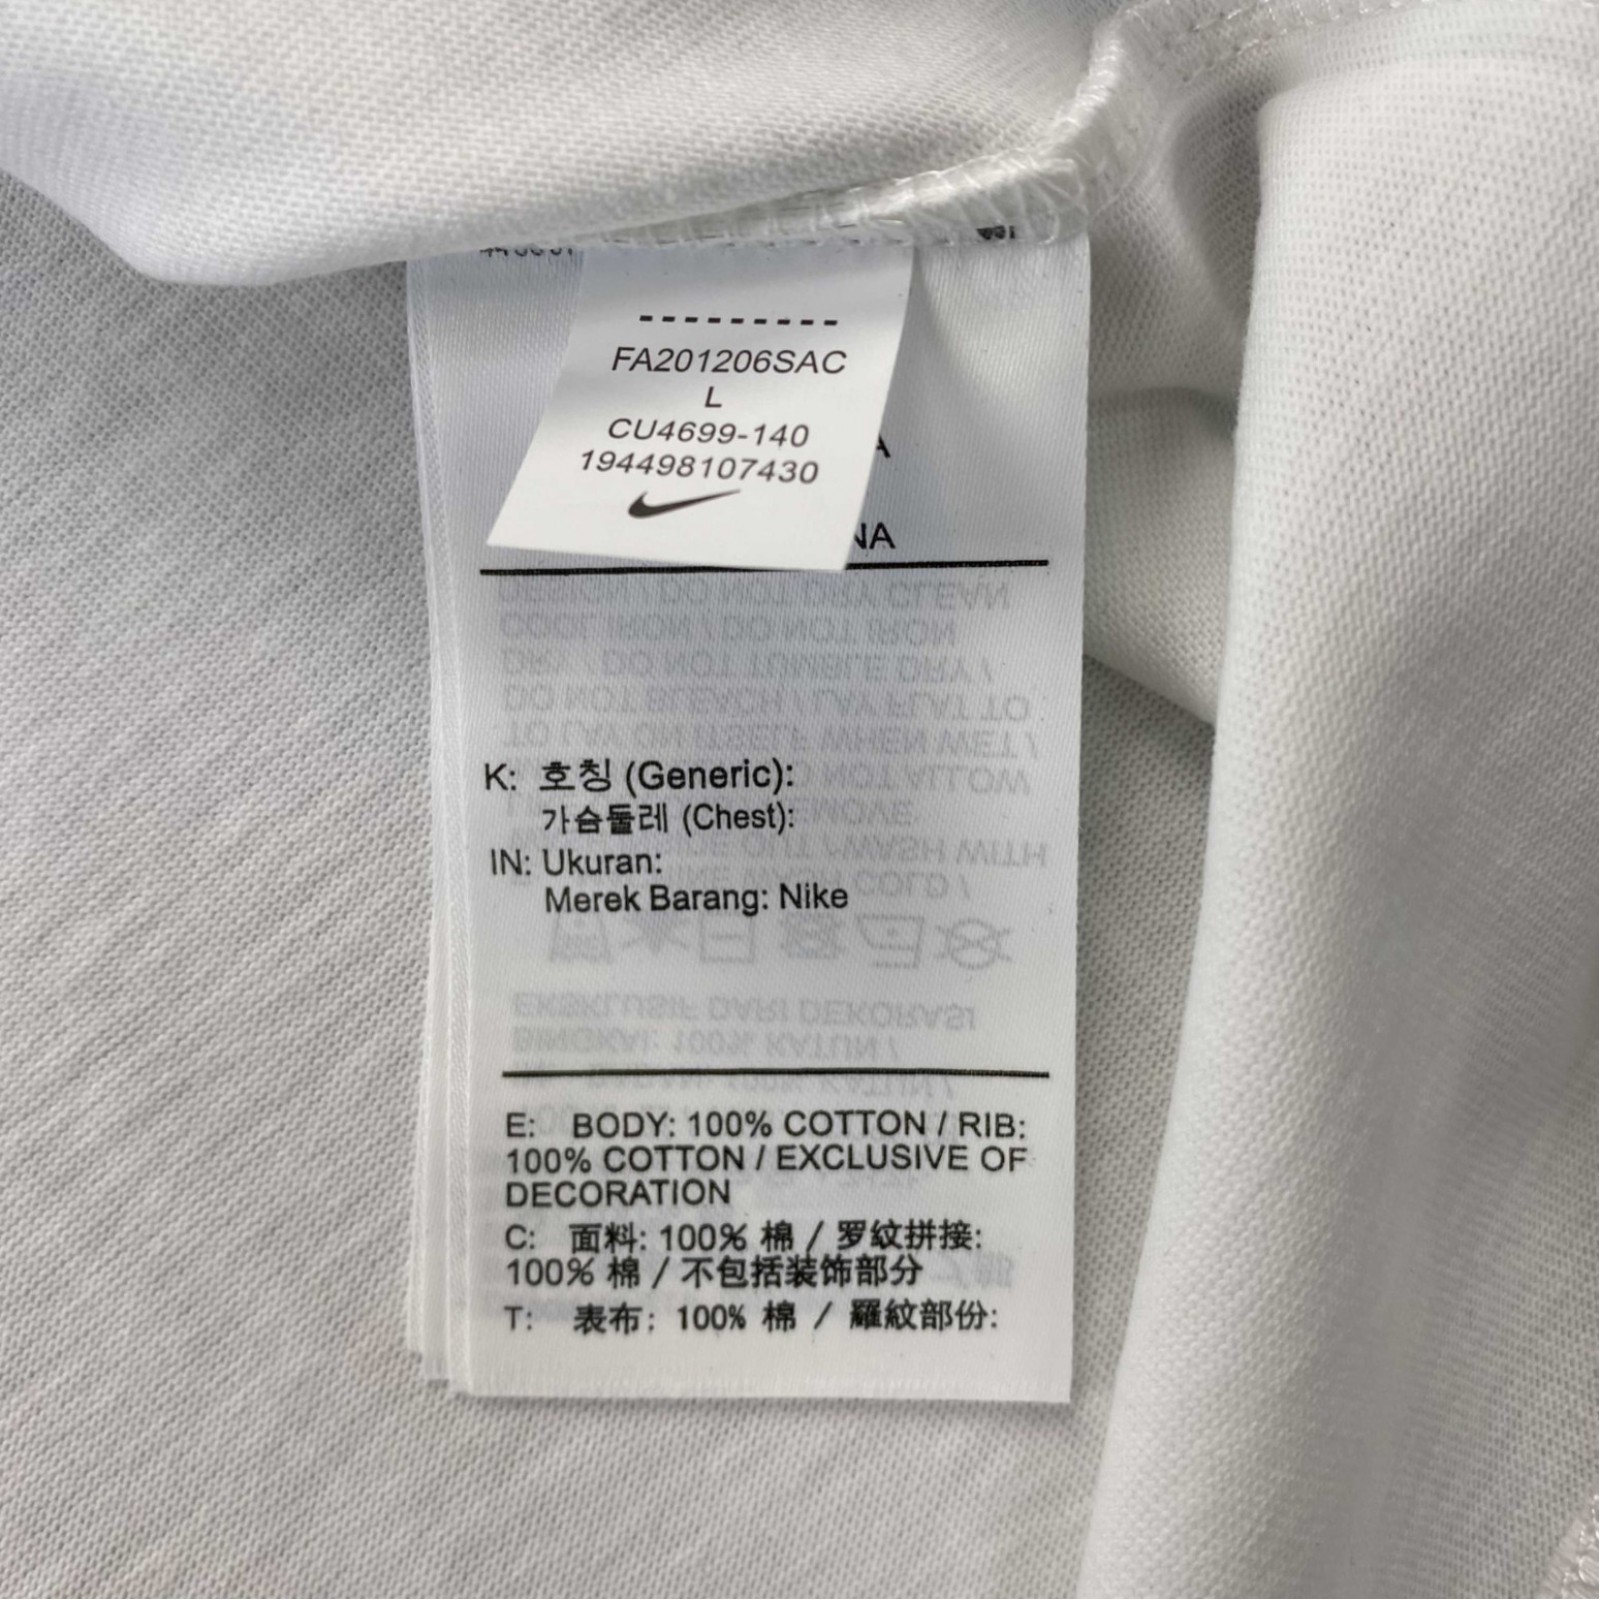 ---------
FA201206SAC
L
CU4699-140
194498107430
K: 호칭 (Generic):
가슴둘레 (Chest):
IN: Ukuran:
Merek Barang: Nike
E: BODY: 100% COTTON / RIB:
100% COTTON / EXCLUSIVE OF
DECORATION
C: 面料: 100% 棉 / 罗纹拼接:
100% 棉 / 不包括装饰部分
T: 表布: 100% 棉 / 羅紋部份: